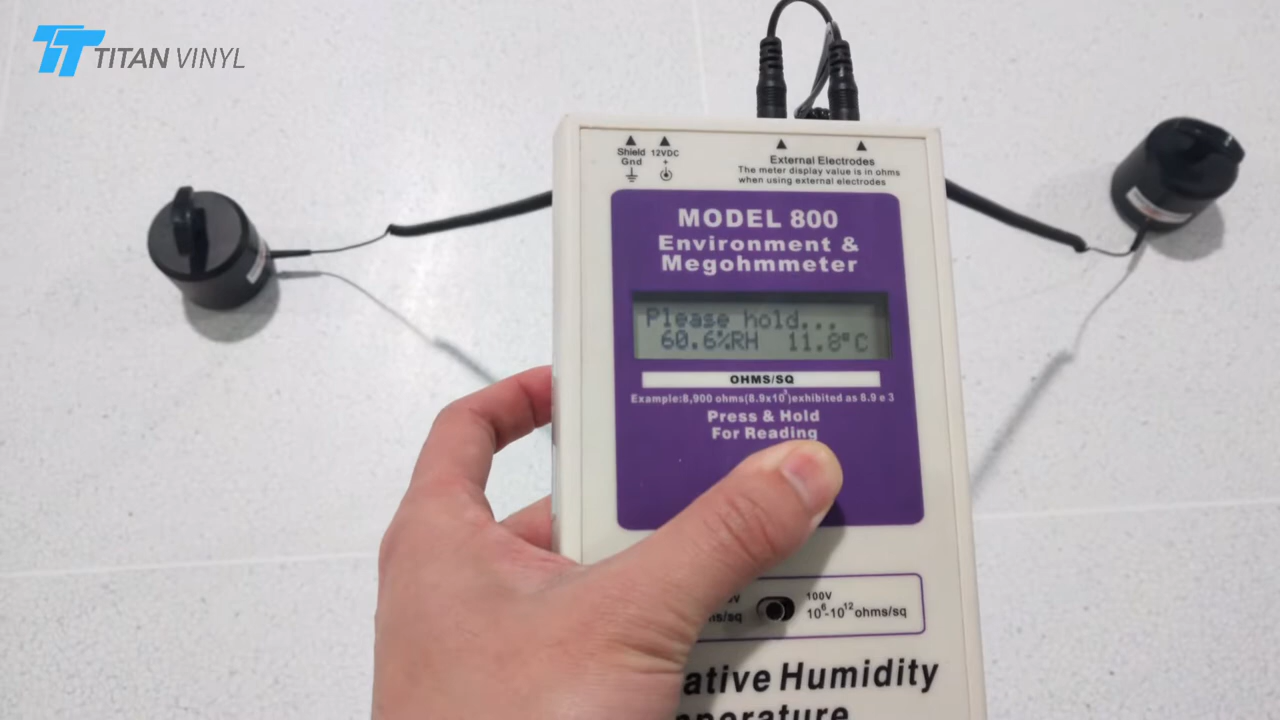 TITAN VINYL
Shield
Gnd
12VDC
+
External Electrodes
The meter display value is in ohms
when using external electrodes
MODEL 800
Environment &
Megohmmeter
Please hold...
60.6%RH 11.8°C
OHMS/SQ
Example:8,900 ohms(8.9x10³)exhibited as 8.9 e 3
Press & Hold
For Reading
100V
10⁶-10¹² ohms/sq
Humidity